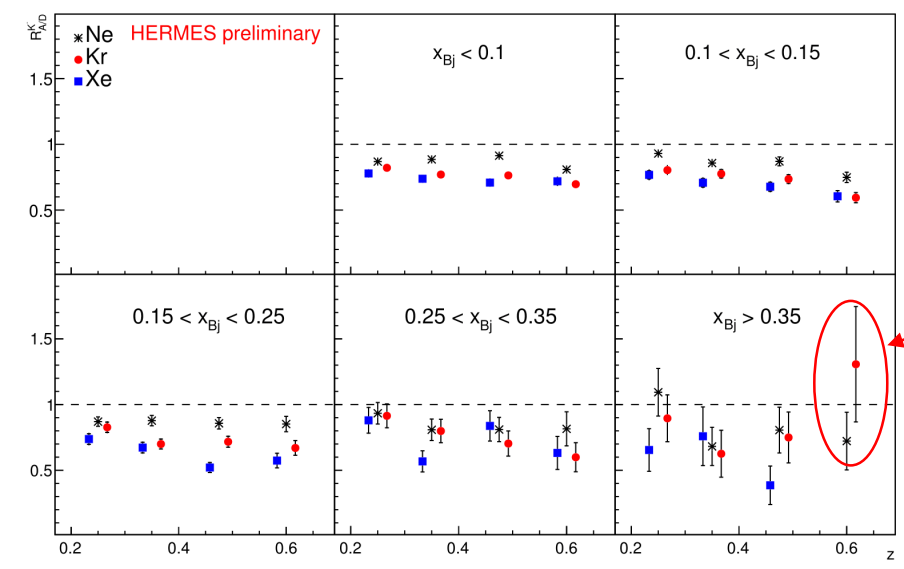 R^K-_A/D
Ne HERMES preliminary
Kr
Xe
x_Bj < 0.1
0.1 < x_Bj < 0.15
1.5
1
0.5
0.15 < x_Bj < 0.25
0.25 < x_Bj < 0.35
x_Bj > 0.35
1.5
1
0.5
0.2 0.4 0.6 0.2 0.4 0.6 0.2 0.4 0.6 z